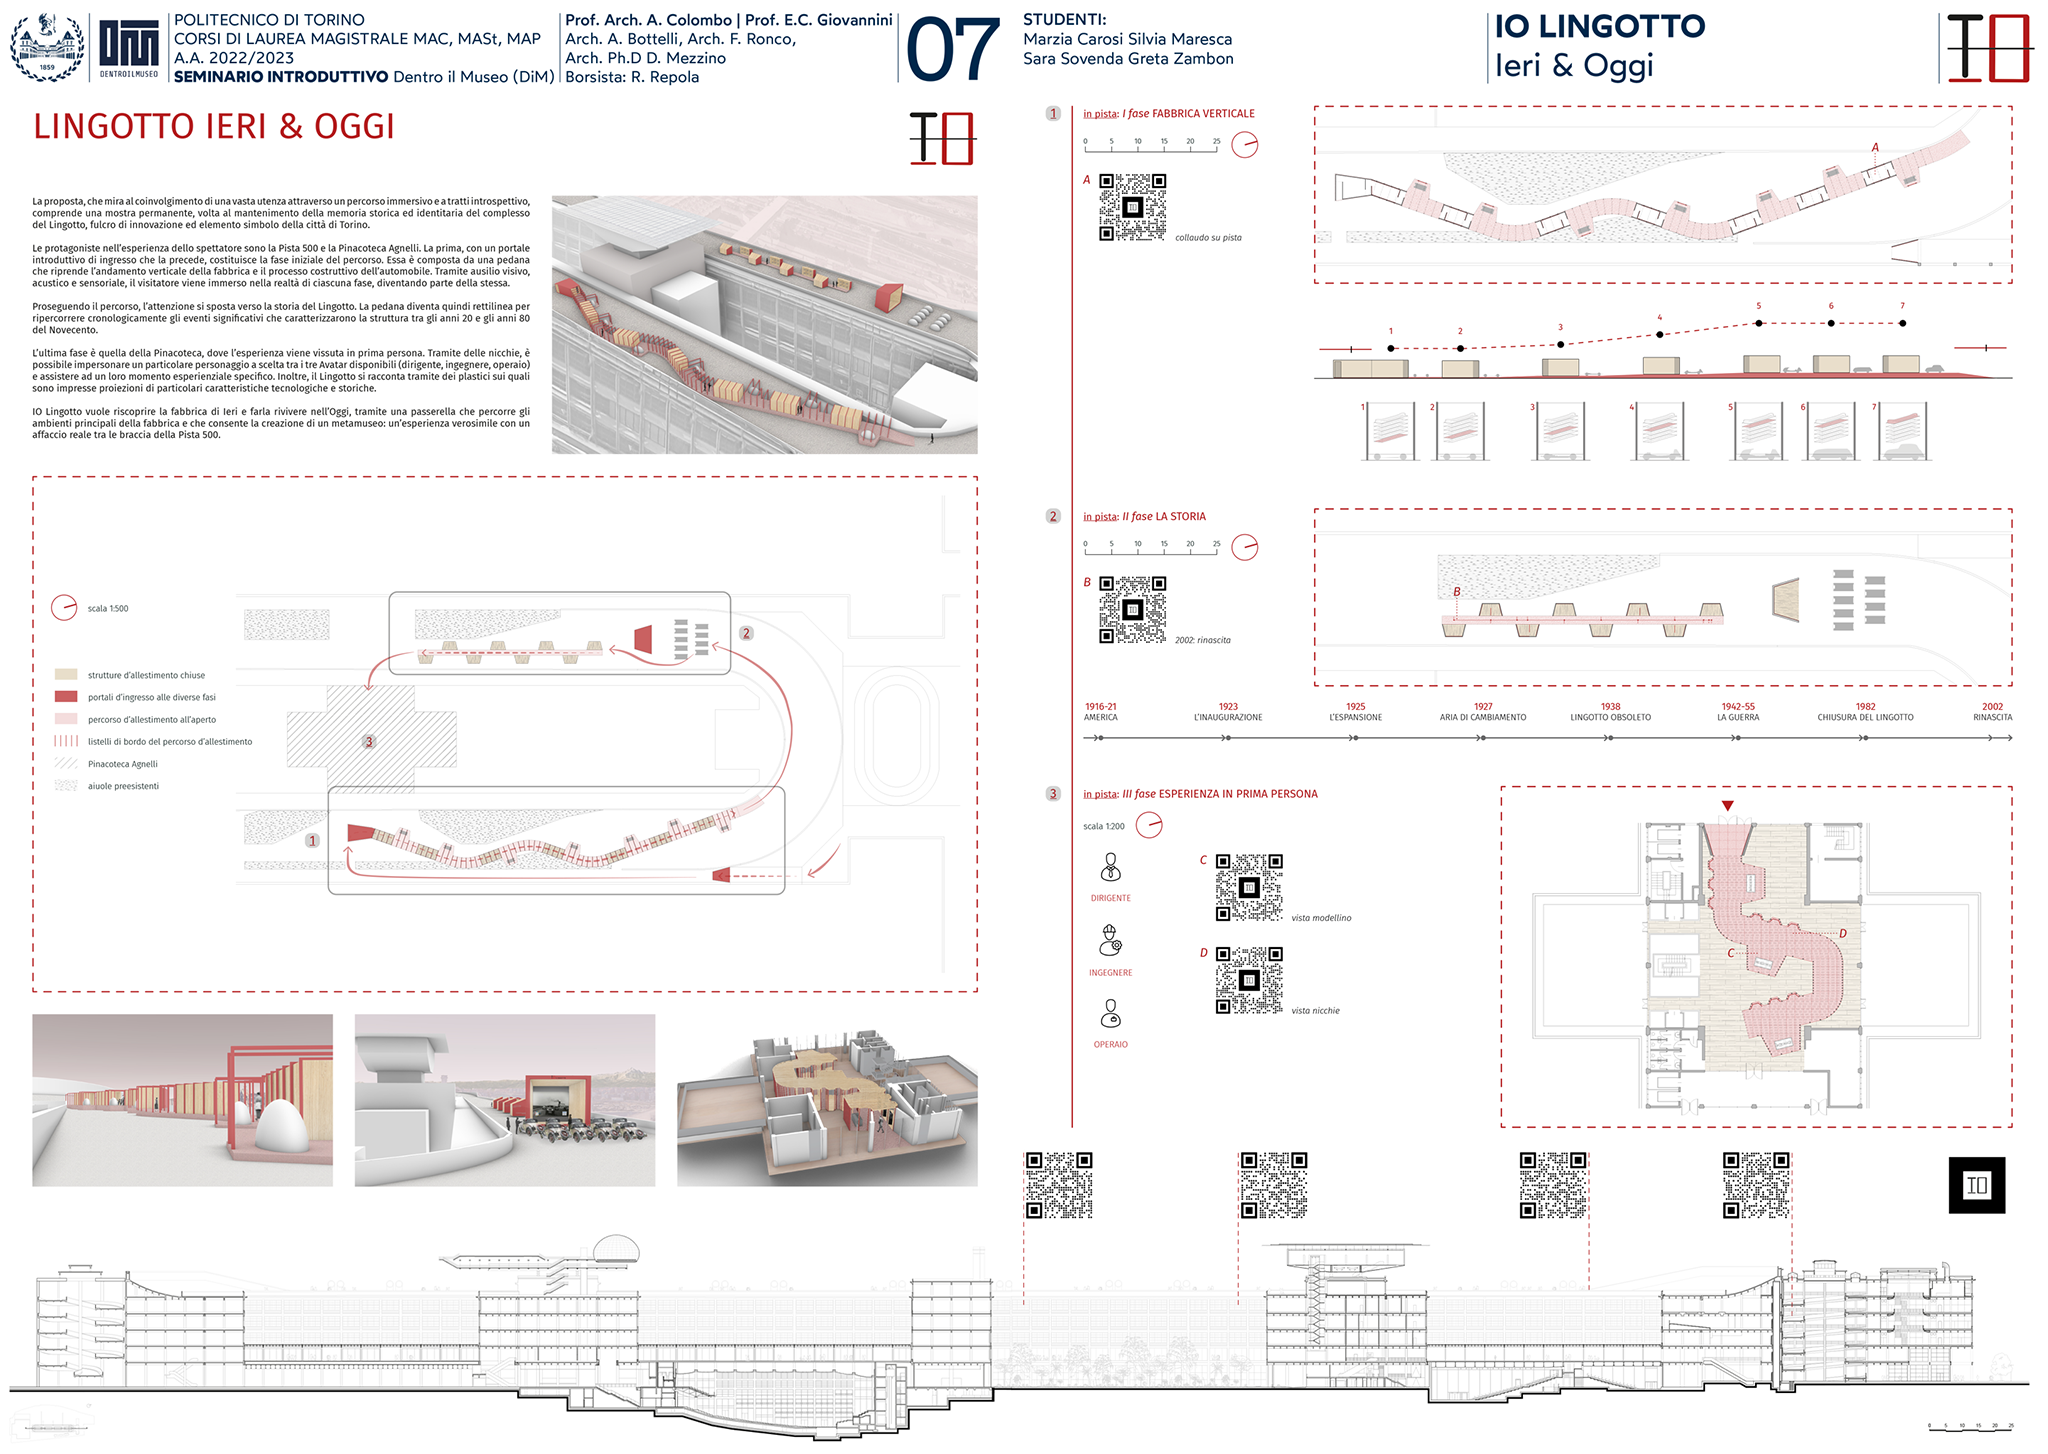 POLITECNICO DI TORINO
CORSI DI LAUREA MAGISTRALE MAC, MASt, MAP
A.A. 2022/2023
SEMINARIO INTRODUTTIVO Dentro il Museo (DiM)
1859
DENTROILMUSEO
Prof. Arch. A. Colombo | Prof. E.C. Giovannini
Arch. A. Bottelli, Arch. F. Ronco,
Arch. Ph.D D. Mezzino
Borsista: R. Repola
07
STUDENTI:
Marzia Carosi Silvia Maresca
Sara Sovenda Greta Zambon
IO LINGOTTO
Ieri & Oggi
IO
LINGOTTO IERI & OGGI
IO
La proposta, che mira al coinvolgimento di una vasta utenza attraverso un percorso immersivo e a tratti introspettivo,
comprende una mostra permanente, volta al mantenimento della memoria storica ed identitaria del complesso
del Lingotto, fulcro di innovazione ed elemento simbolo della città di Torino.
Le protagoniste nell'esperienza dello spettatore sono la Pista 500 e la Pinacoteca Agnelli. La prima, con un portale
introduttivo di ingresso che la precede, costituisce la fase iniziale del percorso. Essa è composta da una pedana
che riprende l'andamento verticale della fabbrica e il processo costruttivo dell'automobile. Tramite ausilio visivo,
acustico e sensoriale, il visitatore viene immerso nella realtà di ciascuna fase, diventando parte della stessa.
Proseguendo il percorso, l'attenzione si sposta verso la storia del Lingotto. La pedana diventa quindi rettilinea per
ripercorrere cronologicamente gli eventi significativi che caratterizzarono la struttura tra gli anni 20 e gli anni 80
del Novecento.
L'ultima fase è quella della Pinacoteca, dove l'esperienza viene vissuta in prima persona. Tramite delle nicchie, è
possibile impersonare un particolare personaggio a scelta tra i tre Avatar disponibili (dirigente, ingegnere, operaio)
e assistere ad un loro momento esperienziale specifico. Inoltre, il Lingotto si racconta tramite dei plastici sui quali
sono impresse proiezioni di particolari caratteristiche tecnologiche e storiche.
IO Lingotto vuole riscoprire la fabbrica di Ieri e farla rivivere nell'Oggi, tramite una passerella che percorre gli
ambienti principali della fabbrica e che consente la creazione di un metamuseo: un'esperienza verosimile con un
affaccio reale tra le braccia della Pista 500.
scala 1:500
strutture d'allestimento chiuse
portali d'ingresso alle diverse fasi
percorso d'allestimento all'aperto
listelli di bordo del percorso d'allestimento
Pinacoteca Agnelli
aiuole preesistenti
2
3
1
1
in pista: I fase FABBRICA VERTICALE
0 5 10 15 20 25
A
collaudo su pista
A
1 2 3 4 5 6 7
1 2 3 4 5 6 7
2
in pista: II fase LA STORIA
0 5 10 15 20 25
B
2002: rinascita
B
1916-21 1923 1925 1927 1938 1942-55 1982 2002
AMERICA L'INAUGURAZIONE L'ESPANSIONE ARIA DI CAMBIAMENTO LINGOTTO OBSOLETO LA GUERRA CHIUSURA DEL LINGOTTO RINASCITA
3
in pista: III fase ESPERIENZA IN PRIMA PERSONA
scala 1:200
DIRIGENTE
INGEGNERE
OPERAIO
C
vista modellino
D
vista nicchie
D
C
IO
0 5 10 15 20 25